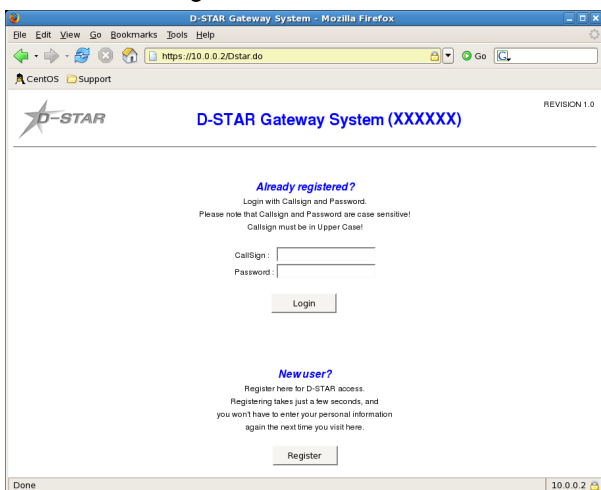 D-STAR Gateway System - Mozilla Firefox
File Edit View Go Bookmarks Tools Help
https://10.0.0.2/Dstar.do Go
CentOS Support
D-STAR
D-STAR Gateway System (XXXXXX)
REVISION 1.0
Already registered?
Login with Callsign and Password.
Please note that Callsign and Password are case sensitive!
Callsign must be in Upper Case!
CallSign :
Password :
Login
New user?
Register here for D-STAR access.
Registering takes just a few seconds, and
you won't have to enter your personal information
again the next time you visit here.
Register
Done 10.0.0.2